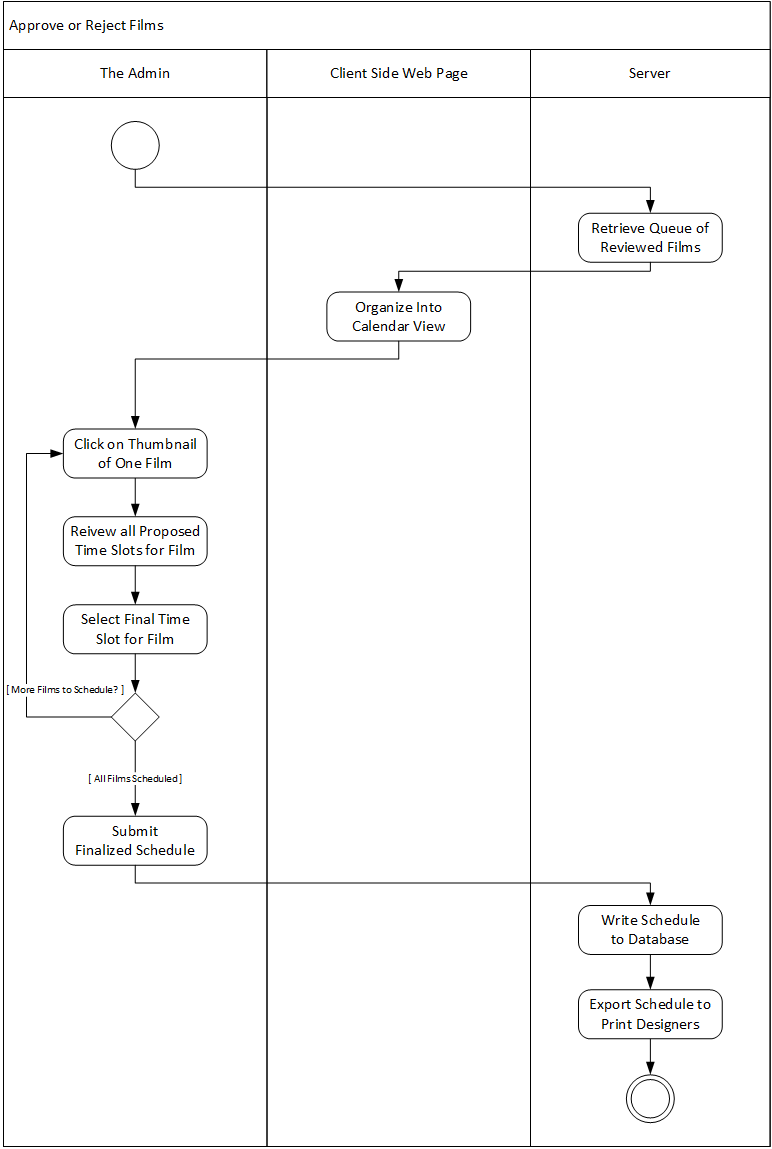 Approve or Reject Films
The Admin
Client Side Web Page
Server
Retrieve Queue of
Reviewed Films
Organize Into
Calendar View
Click on Thumbnail
of One Film
Reivew all Proposed
Time Slots for Film
Select Final Time
Slot for Film
[ More Films to Schedule? ]
[ All Films Scheduled ]
Submit
Finalized Schedule
Write Schedule
to Database
Export Schedule to
Print Designers